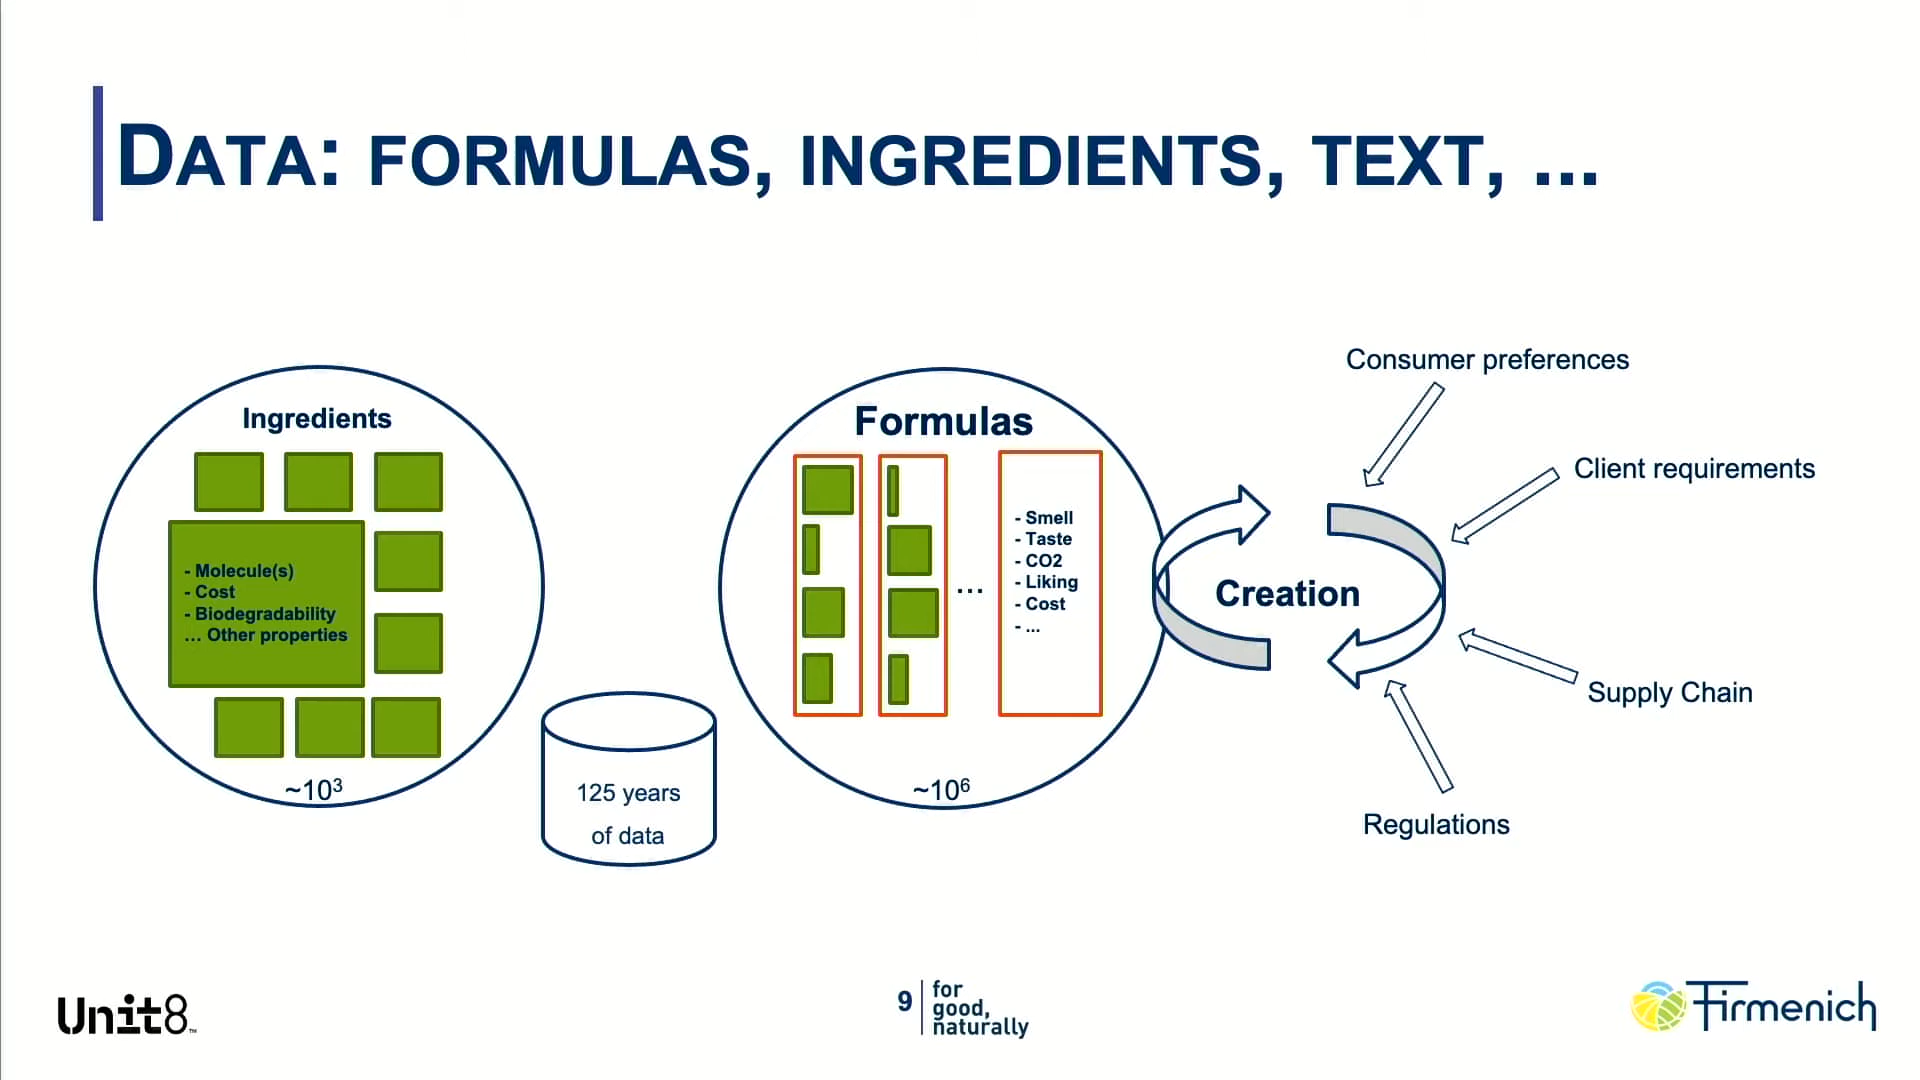 DATA: FORMULAS, INGREDIENTS, TEXT, ...
Ingredients
- Molecule(s)
- Cost
- Biodegradability
... Other properties
~10³
125 years
of data
Formulas
...
- Smell
- Taste
- CO2
- Liking
- Cost
- ...
~10⁶
Creation
Consumer preferences
Client requirements
Supply Chain
Regulations
Unit8™
9
for
good,
naturally
Firmenich